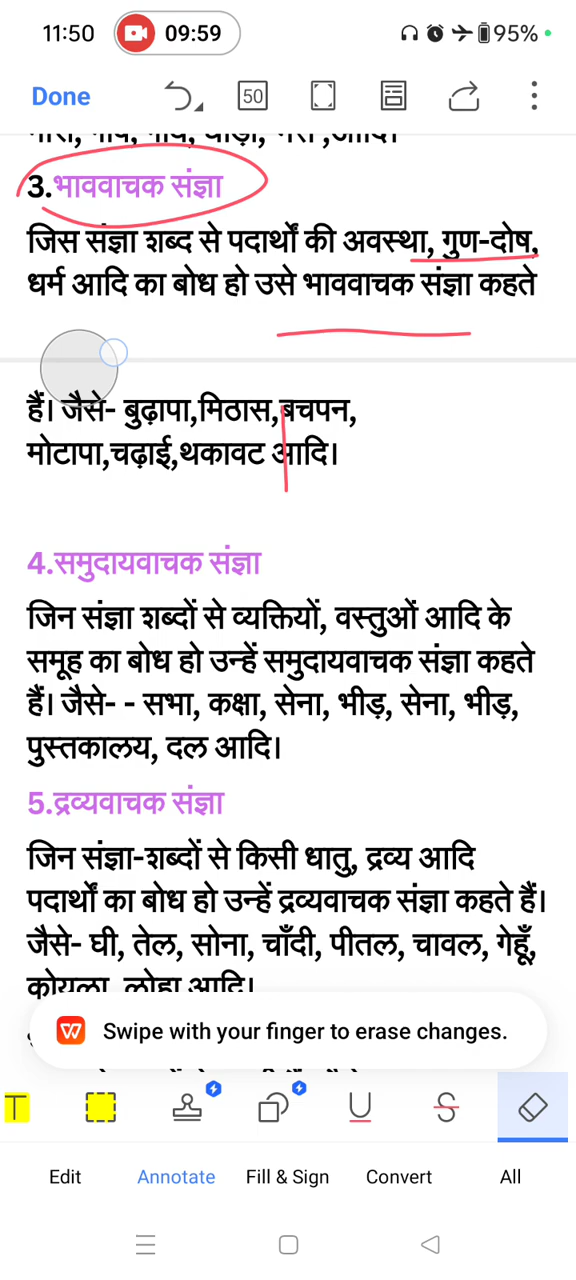 11:50
09:59
95%
Done
50
3.भाववाचक संज्ञा
जिस संज्ञा शब्द से पदार्थों की अवस्था, गुण-दोष,
धर्म आदि का बोध हो उसे भाववाचक संज्ञा कहते
हैं। जैसे- बुढ़ापा,मिठास,बचपन,
मोटापा,चढ़ाई,थकावट आदि।
4.समुदायवाचक संज्ञा
जिन संज्ञा शब्दों से व्यक्तियों, वस्तुओं आदि के
समूह का बोध हो उन्हें समुदायवाचक संज्ञा कहते
हैं। जैसे- - सभा, कक्षा, सेना, भीड़, सेना, भीड़,
पुस्तकालय, दल आदि।
5.द्रव्यवाचक संज्ञा
जिन संज्ञा-शब्दों से किसी धातु, द्रव्य आदि
पदार्थों का बोध हो उन्हें द्रव्यवाचक संज्ञा कहते हैं।
जैसे- घी, तेल, सोना, चाँदी, पीतल, चावल, गेहूँ,
कोयला, लोहा आदि।
Swipe with your finger to erase changes.
T U S
Edit Annotate Fill & Sign Convert All